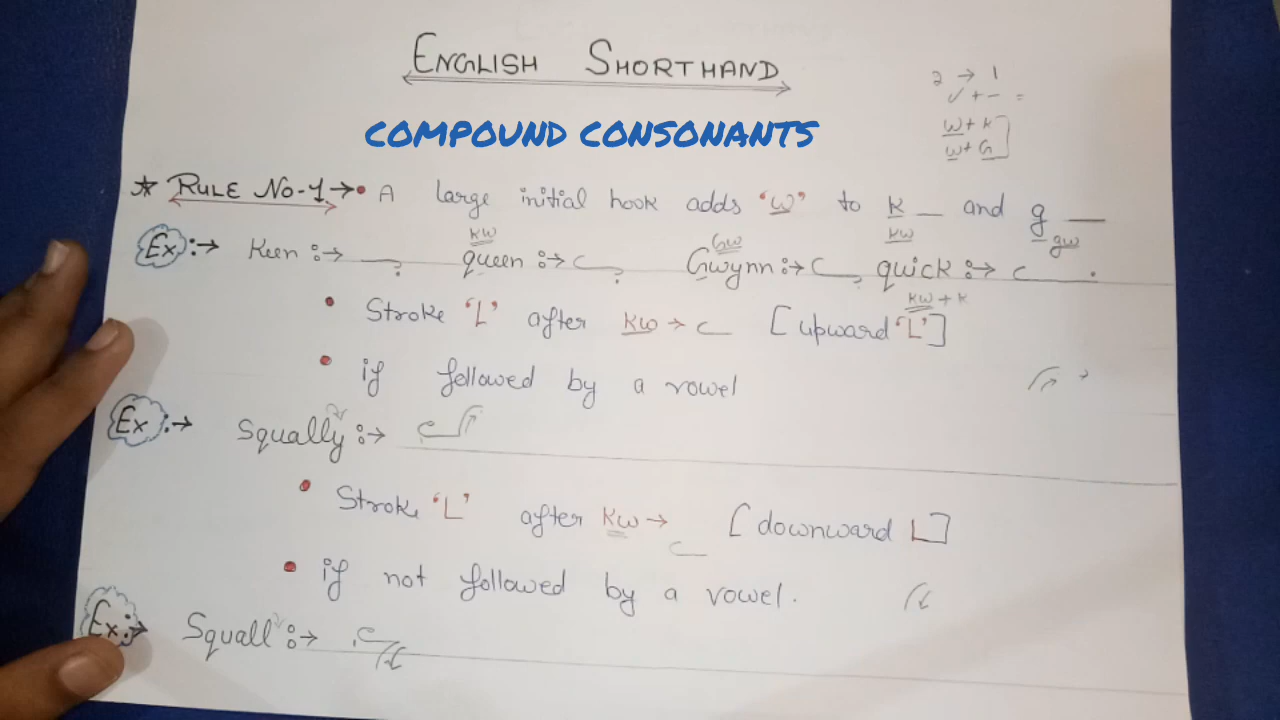 ENGLISH SHORTHAND
2 → 1
✓ + - =
COMPOUND CONSONANTS
W + K
W + G
★ RULE NO-1 → • A large initial hook adds 'w' to k — and g —
kw gw
Ex :→ Keen :→ queen :→ Gwynn :→ quick :→
kw Gw
kw + k
• Stroke 'L' after kw → [upward 'L']
• if followed by a vowel
Ex :→ Squally :→
• Stroke 'L' after kw → [downward L]
• if not followed by a vowel.
Ex :→ Squall :→